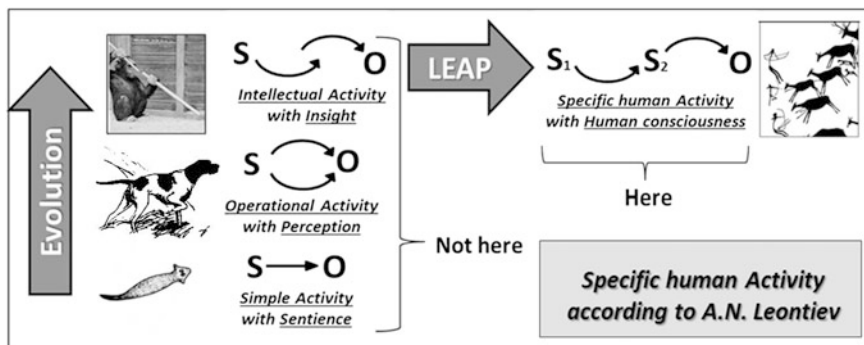 Evolution
S O
Intellectual Activity
with Insight
S O
Operational Activity
with Perception
S O
Simple Activity
with Sentience
Not here
LEAP
S1 S2 O
Specific human Activity
with Human consciousness
Here
Specific human Activity
according to A.N. Leontiev